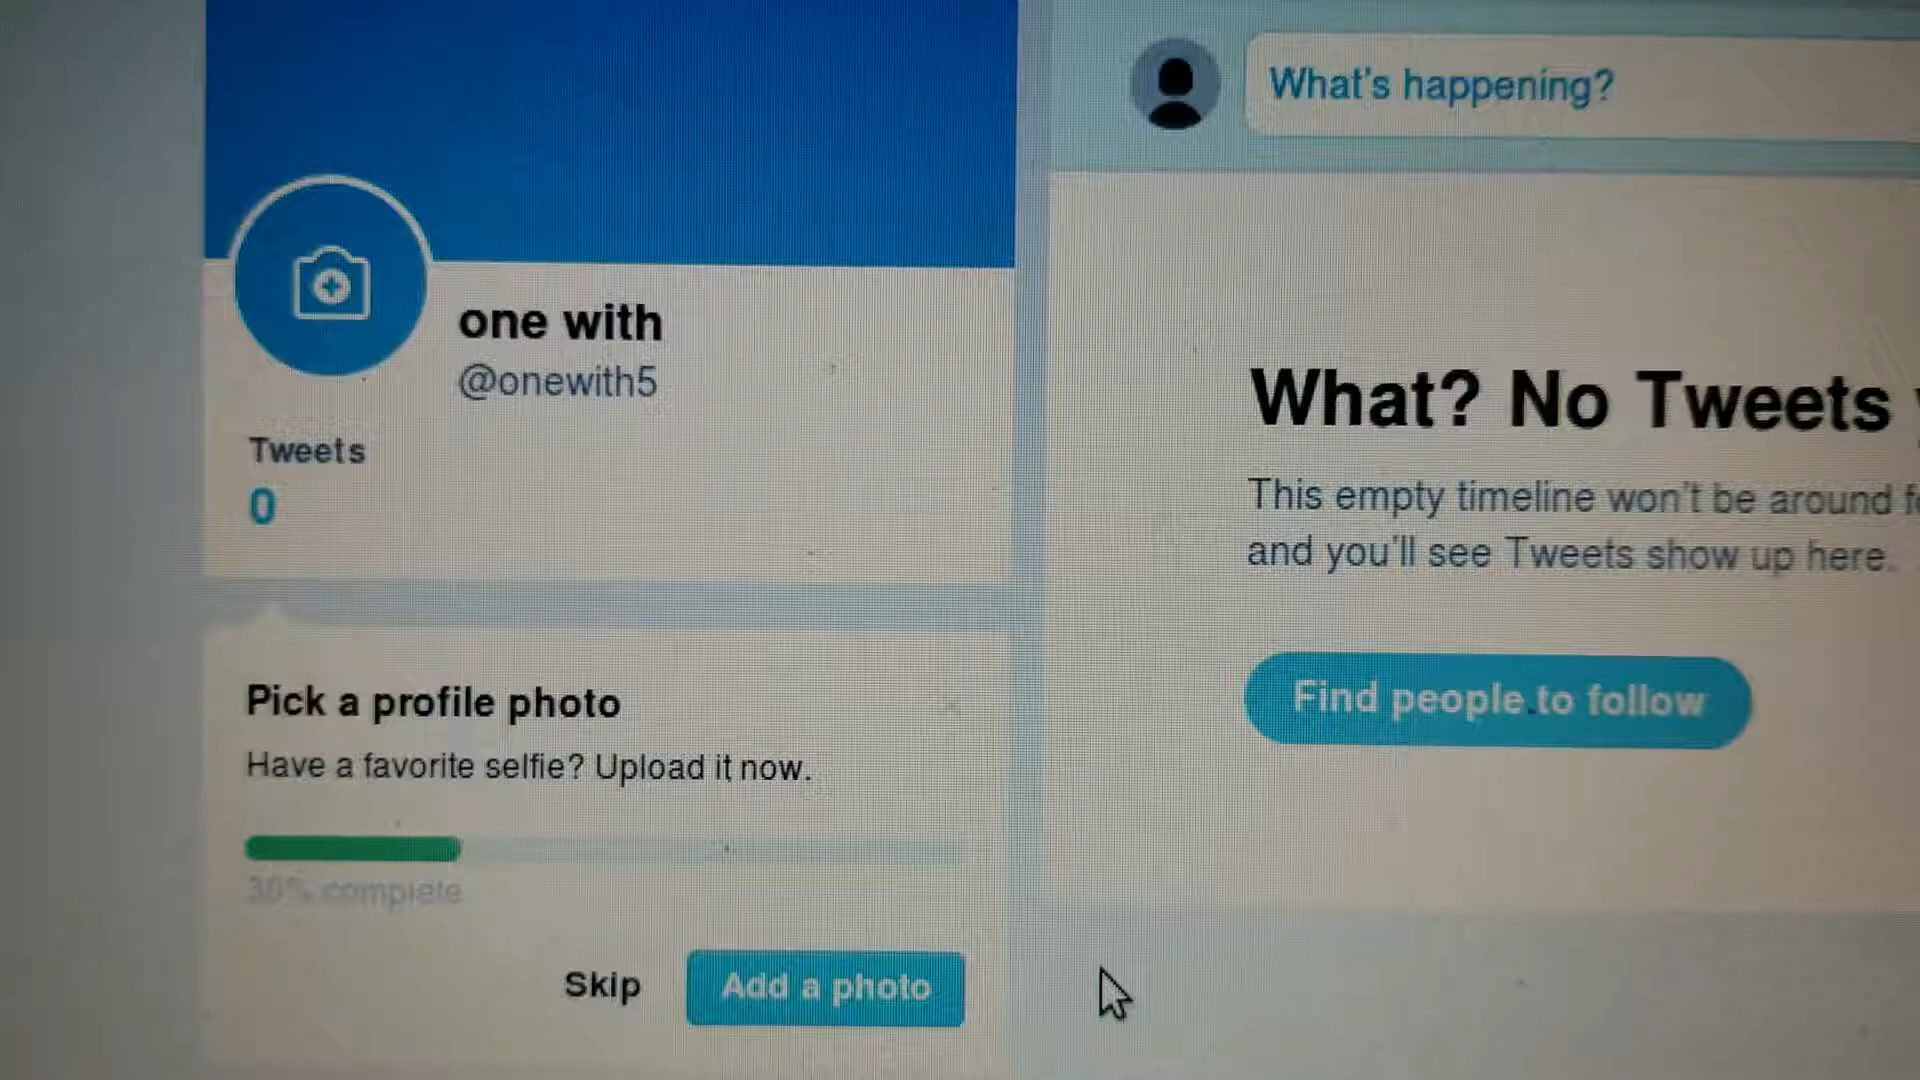 one with
@onewith5
Tweets
0
Pick a profile photo
Have a favorite selfie? Upload it now.
30% complete
Skip
Add a photo
What's happening?
What? No Tweets
This empty timeline won't be around
and you'll see Tweets show up here.
Find people to follow